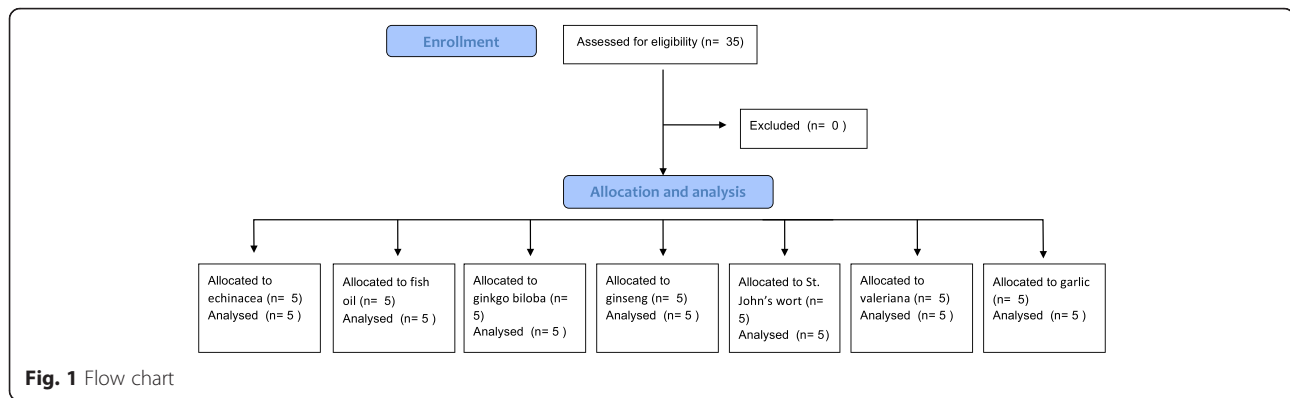 Enrollment
Assessed for eligibility (n= 35)
Excluded (n= 0 )
Allocation and analysis
Allocated to
echinacea (n= 5)
Analysed (n= 5 )
Allocated to fish
oil (n= 5)
Analysed (n= 5 )
Allocated to
ginkgo biloba (n=
5)
Analysed (n= 5 )
Allocated to
ginseng (n= 5)
Analysed (n= 5 )
Allocated to St.
John's wort (n=
5)
Analysed (n= 5)
Allocated to
valeriana (n= 5)
Analysed (n= 5 )
Allocated to garlic
(n= 5)
Analysed (n= 5 )
Fig. 1 Flow chart